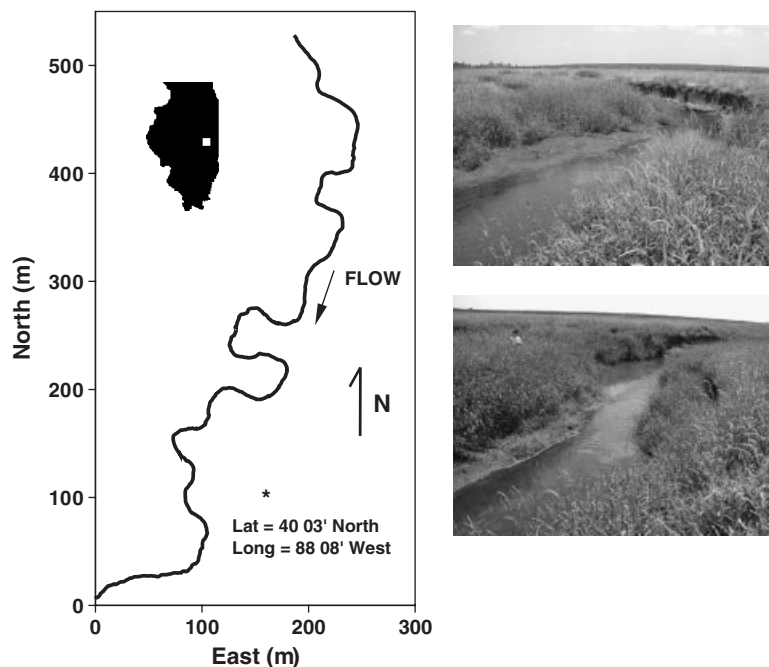 500
400
300
200
100
0
North (m)
FLOW
N
*
Lat = 40 03' North
Long = 88 08' West
0 100 200 300
East (m)